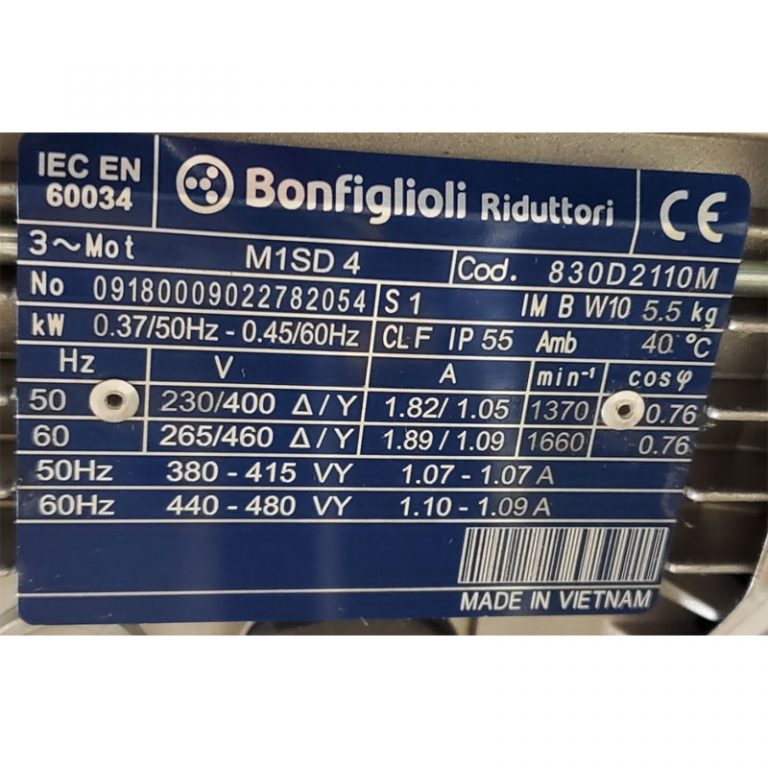 IEC EN
60034
Bonfiglioli Riduttori
CE
3~Mot M1SD 4 Cod. 830D2110M
No 09180009022782054 S1 IM B W10 5.5 kg
kW 0.37/50Hz - 0.45/60Hz CLF IP 55 Amb 40 °C
Hz V A min⁻¹ cosφ
50 230/400 Δ/Y 1.82/1.05 1370 0.76
60 265/460 Δ/Y 1.89/1.09 1660 0.76
50Hz 380 - 415 VY 1.07 - 1.07 A
60Hz 440 - 480 VY 1.10 - 1.09 A
MADE IN VIETNAM